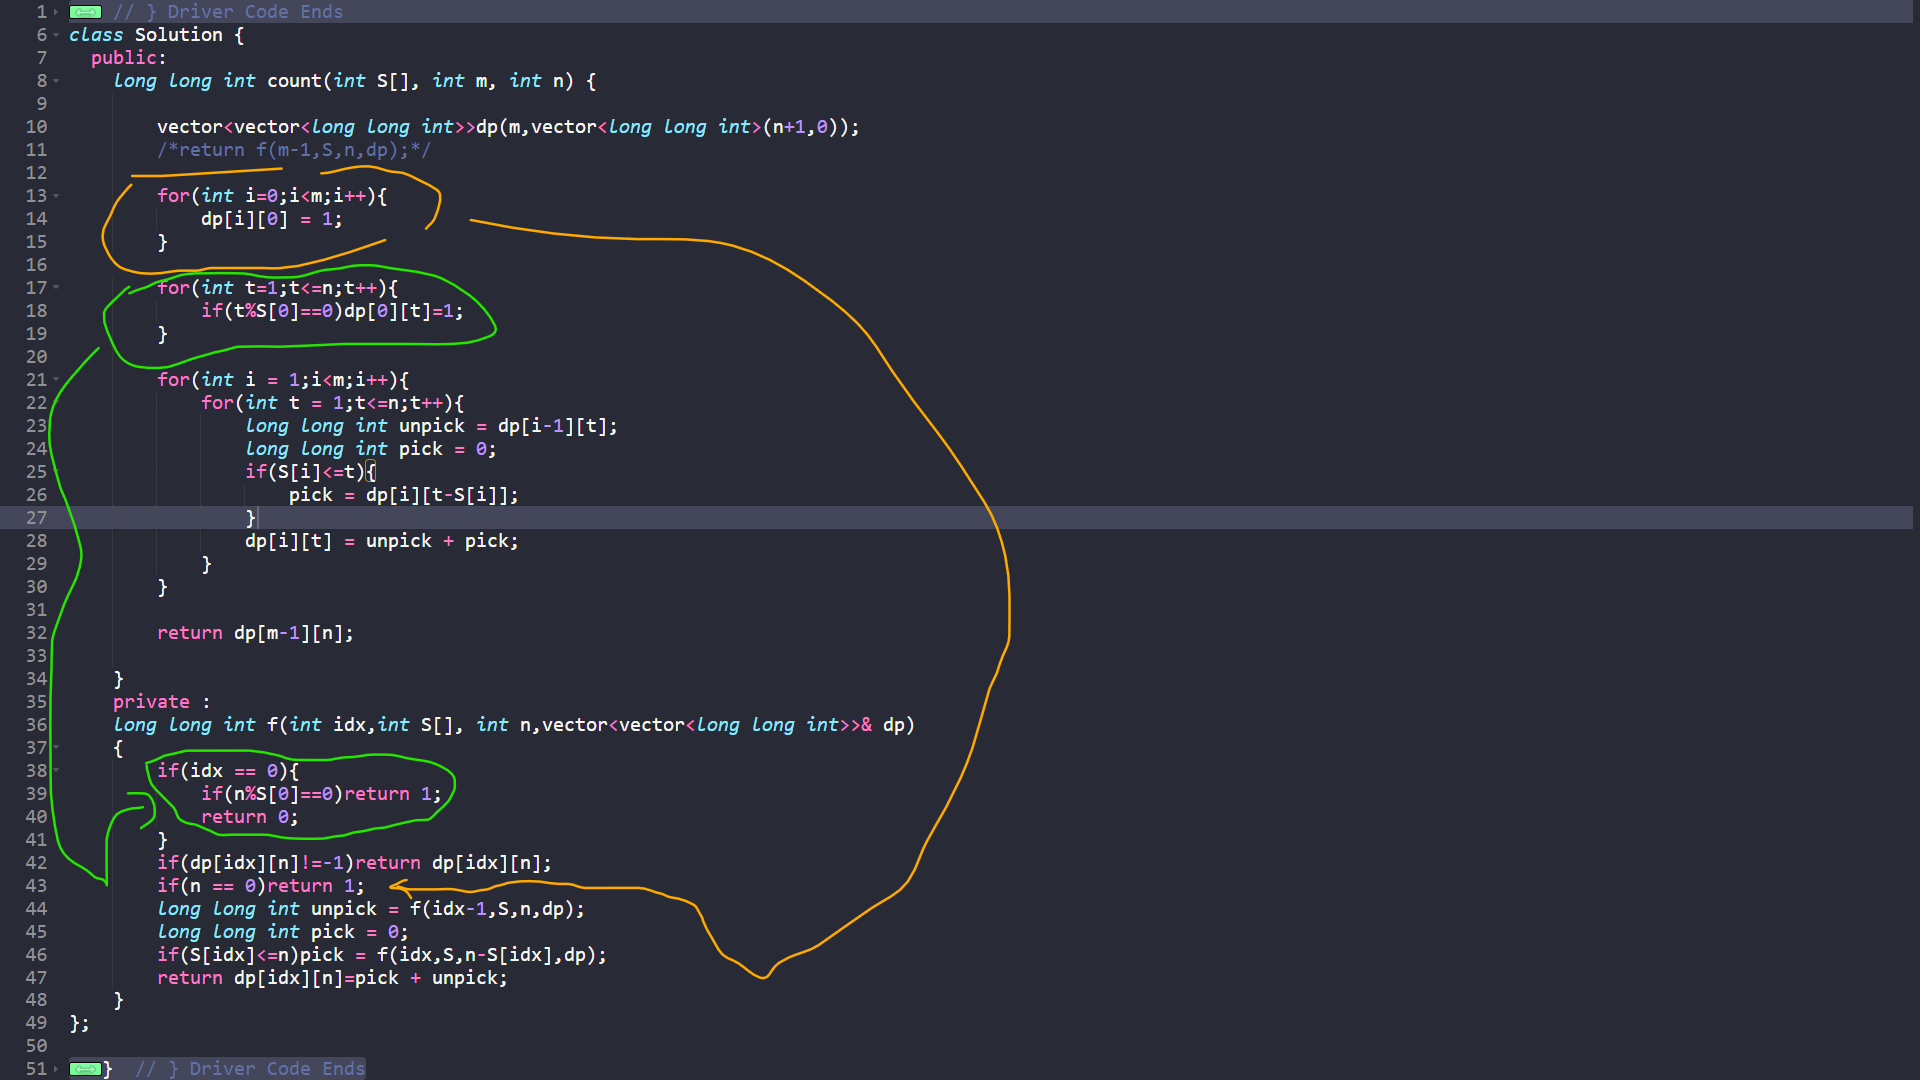 1 // } Driver Code Ends
6 class Solution {
7 public:
8 long long int count(int S[], int m, int n) {
9
10 vector<vector<long long int>>dp(m,vector<long long int>(n+1,0));
11 /*return f(m-1,S,n,dp);*/
12
13 for(int i=0;i<m;i++){
14 dp[i][0] = 1;
15 }
16
17 for(int t=1;t<=n;t++){
18 if(t%S[0]==0)dp[0][t]=1;
19 }
20
21 for(int i = 1;i<m;i++){
22 for(int t = 1;t<=n;t++){
23 long long int unpick = dp[i-1][t];
24 long long int pick = 0;
25 if(S[i]<=t){
26 pick = dp[i][t-S[i]];
27 }
28 dp[i][t] = unpick + pick;
29 }
30 }
31
32 return dp[m-1][n];
33
34 }
35 private :
36 long long int f(int idx,int S[], int n,vector<vector<long long int>>& dp)
37 {
38 if(idx == 0){
39 if(n%S[0]==0)return 1;
40 return 0;
41 }
42 if(dp[idx][n]!=-1)return dp[idx][n];
43 if(n == 0)return 1;
44 long long int unpick = f(idx-1,S,n,dp);
45 long long int pick = 0;
46 if(S[idx]<=n)pick = f(idx,S,n-S[idx],dp);
47 return dp[idx][n]=pick + unpick;
48 }
49 };
50
51 } // } Driver Code Ends